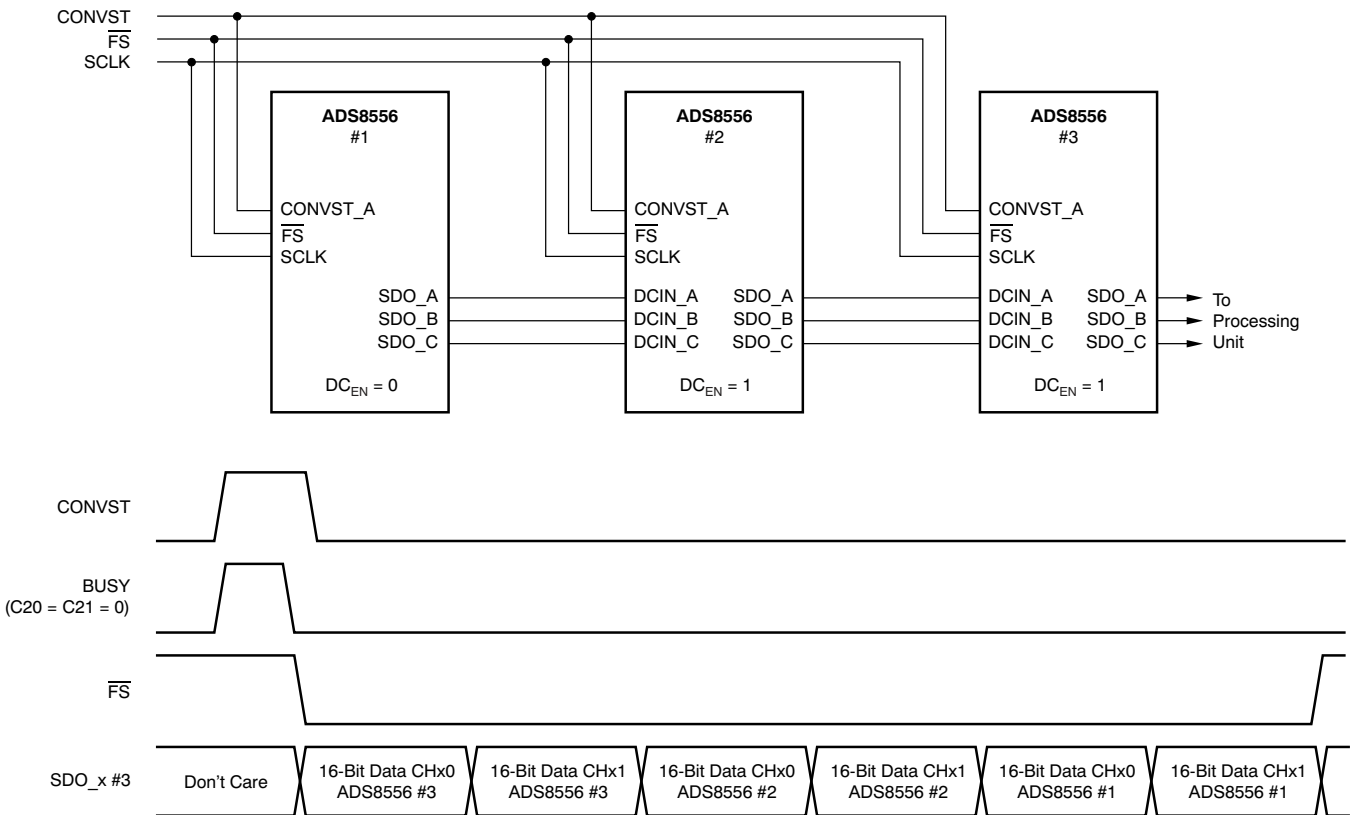 CONVST
FS
SCLK
ADS8556
#1
CONVST_A
FS
SCLK
SDO_A
SDO_B
SDO_C
DCEN = 0
ADS8556
#2
CONVST_A
FS
SCLK
DCIN_A SDO_A
DCIN_B SDO_B
DCIN_C SDO_C
DCEN = 1
ADS8556
#3
CONVST_A
FS
SCLK
DCIN_A SDO_A
DCIN_B SDO_B
DCIN_C SDO_C
DCEN = 1
To
Processing
Unit
CONVST
BUSY
(C20 = C21 = 0)
FS
SDO_x #3
Don't Care
16-Bit Data CHx0
ADS8556 #3
16-Bit Data CHx1
ADS8556 #3
16-Bit Data CHx0
ADS8556 #2
16-Bit Data CHx1
ADS8556 #2
16-Bit Data CHx0
ADS8556 #1
16-Bit Data CHx1
ADS8556 #1